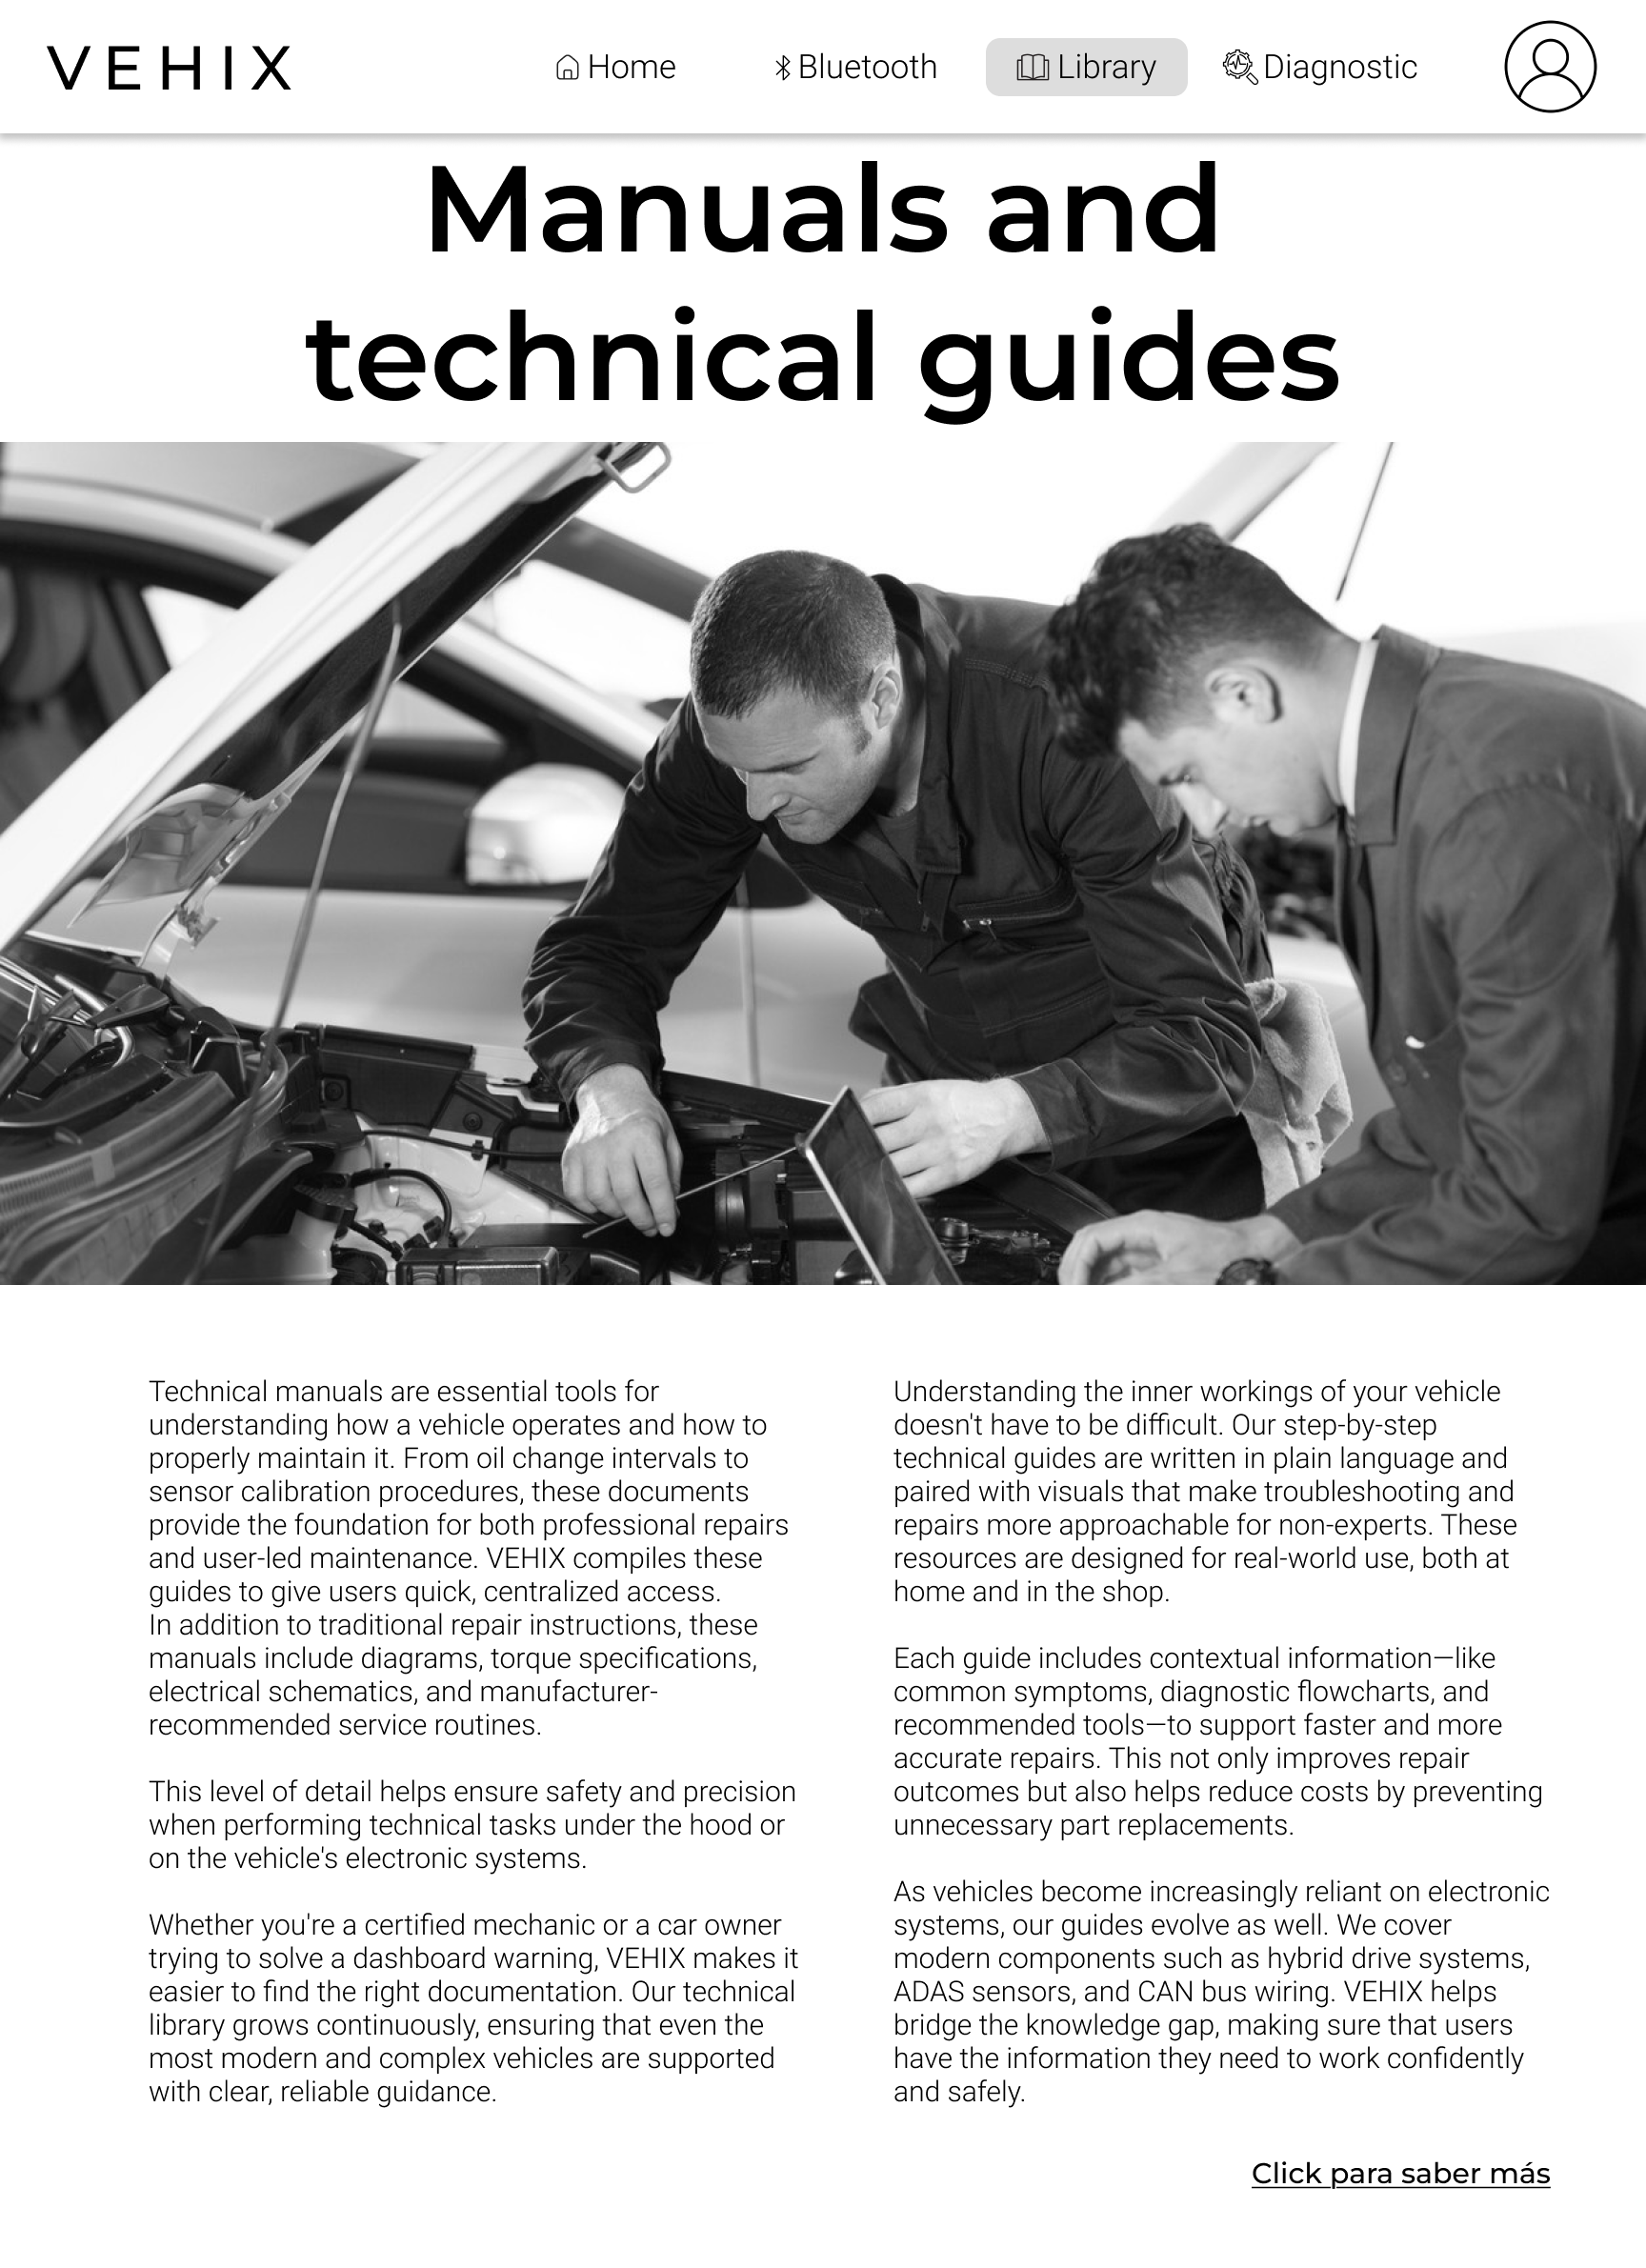 VEHIX
Home
Bluetooth
Library
Diagnostic
Manuals and
technical guides
Technical manuals are essential tools for
understanding how a vehicle operates and how to
properly maintain it. From oil change intervals to
sensor calibration procedures, these documents
provide the foundation for both professional repairs
and user-led maintenance. VEHIX compiles these
guides to give users quick, centralized access.
In addition to traditional repair instructions, these
manuals include diagrams, torque specifications,
electrical schematics, and manufacturer-
recommended service routines.
This level of detail helps ensure safety and precision
when performing technical tasks under the hood or
on the vehicle's electronic systems.
Whether you're a certified mechanic or a car owner
trying to solve a dashboard warning, VEHIX makes it
easier to find the right documentation. Our technical
library grows continuously, ensuring that even the
most modern and complex vehicles are supported
with clear, reliable guidance.
Understanding the inner workings of your vehicle
doesn't have to be difficult. Our step-by-step
technical guides are written in plain language and
paired with visuals that make troubleshooting and
repairs more approachable for non-experts. These
resources are designed for real-world use, both at
home and in the shop.
Each guide includes contextual information—like
common symptoms, diagnostic flowcharts, and
recommended tools—to support faster and more
accurate repairs. This not only improves repair
outcomes but also helps reduce costs by preventing
unnecessary part replacements.
As vehicles become increasingly reliant on electronic
systems, our guides evolve as well. We cover
modern components such as hybrid drive systems,
ADAS sensors, and CAN bus wiring. VEHIX helps
bridge the knowledge gap, making sure that users
have the information they need to work confidently
and safely.
Click para saber más